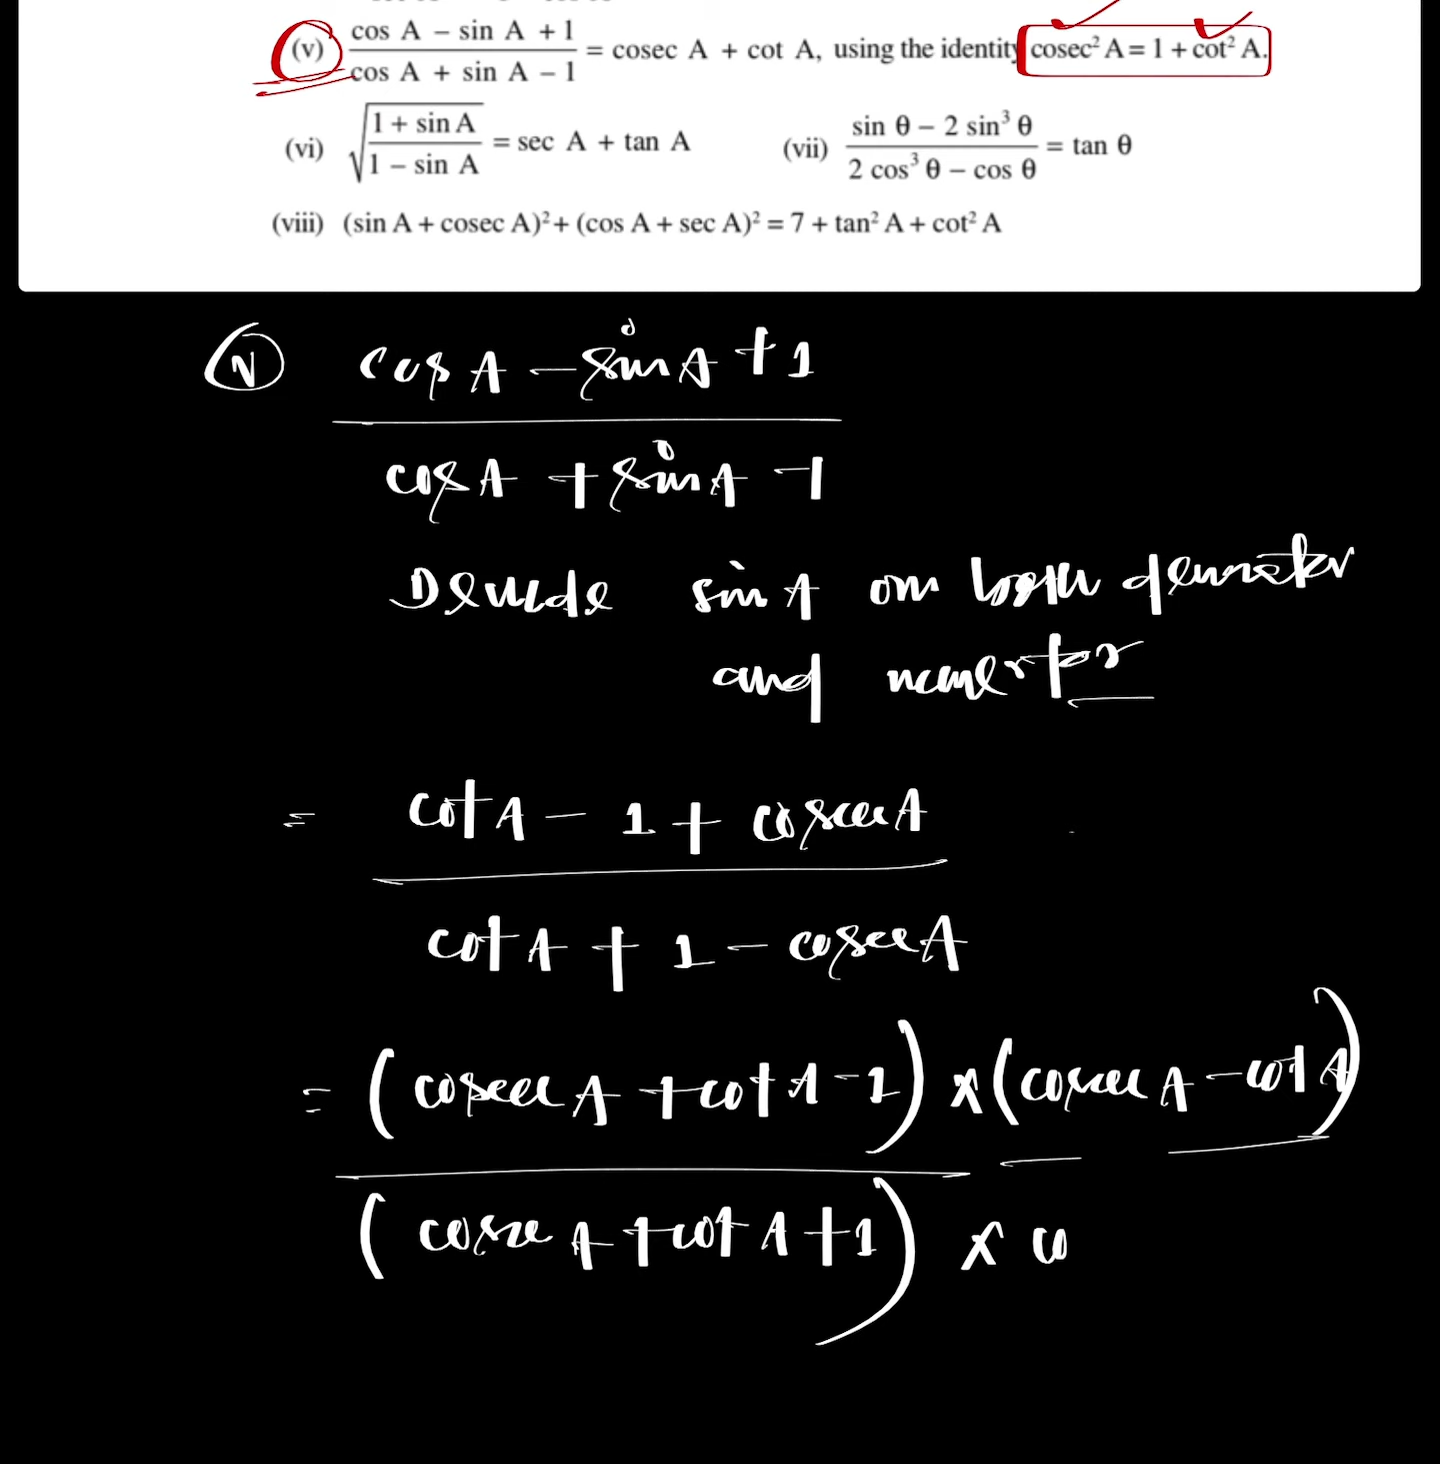 (v) cos A – sin A + 1 / cos A + sin A – 1 = cosec A + cot A, using the identity cosec² A = 1 + cot² A.
(vi) √(1 + sin A / 1 – sin A) = sec A + tan A (vii) sin θ – 2 sin³ θ / 2 cos³ θ – cos θ = tan θ
(viii) (sin A + cosec A)² + (cos A + sec A)² = 7 + tan² A + cot² A
(V) cos A – sin A + 1
cos A + sin A – 1
sin A on both
and
= cot A – 1 + cosec A
cot A + 1 – cosec A
= (cosec A + cot A – 1) × (cosec A – cot A)
(cosec A + cot A + 1) × co